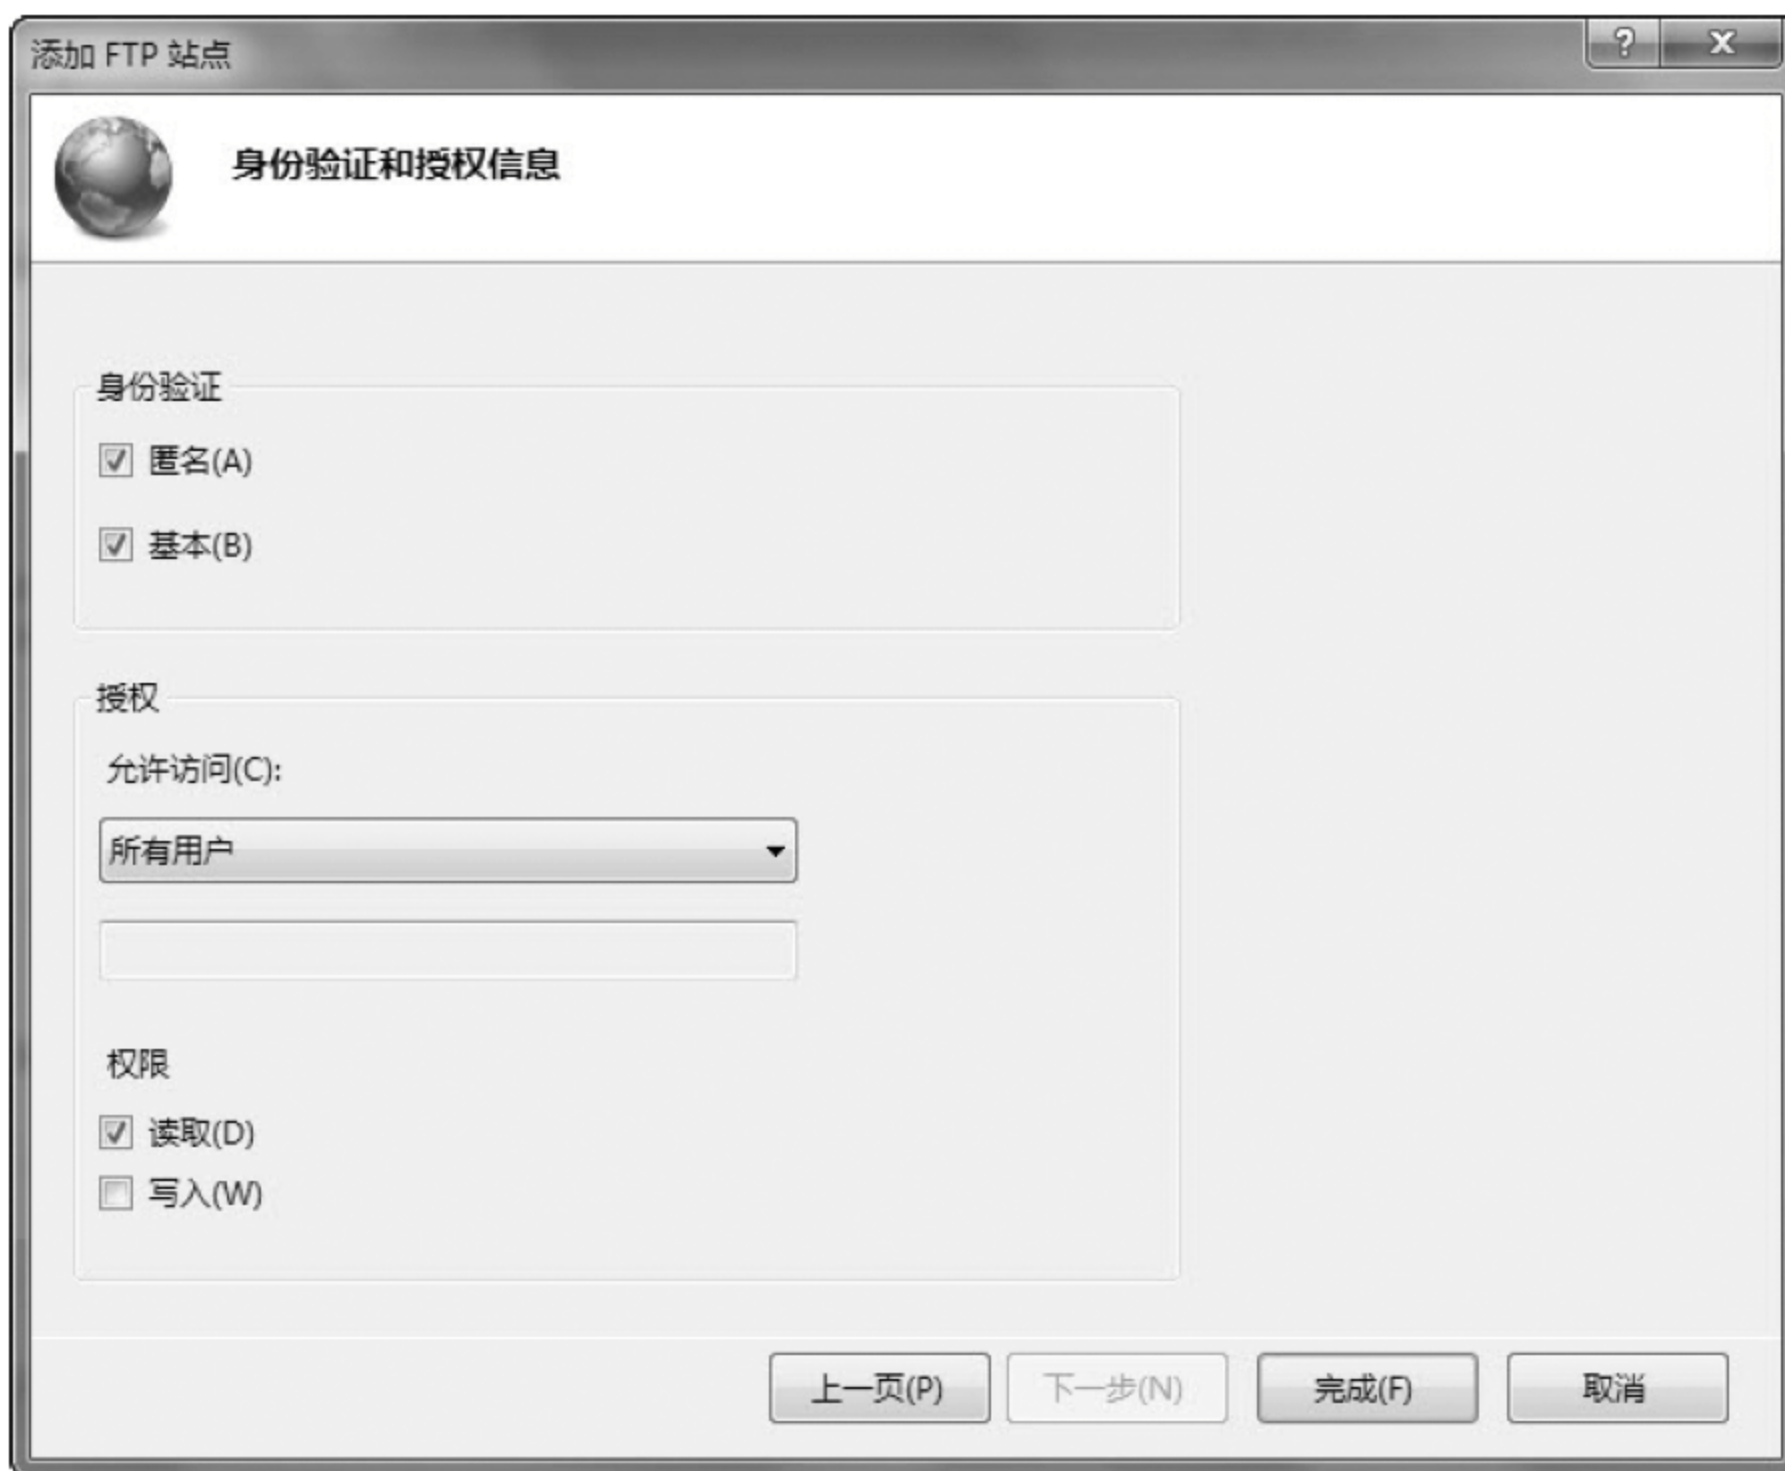 添加 FTP 站点
身份验证和授权信息
身份验证
匿名(A)
基本(B)
授权
允许访问(C):
所有用户
权限
读取(D)
写入(W)
上一页(P) 下一步(N) 完成(F) 取消